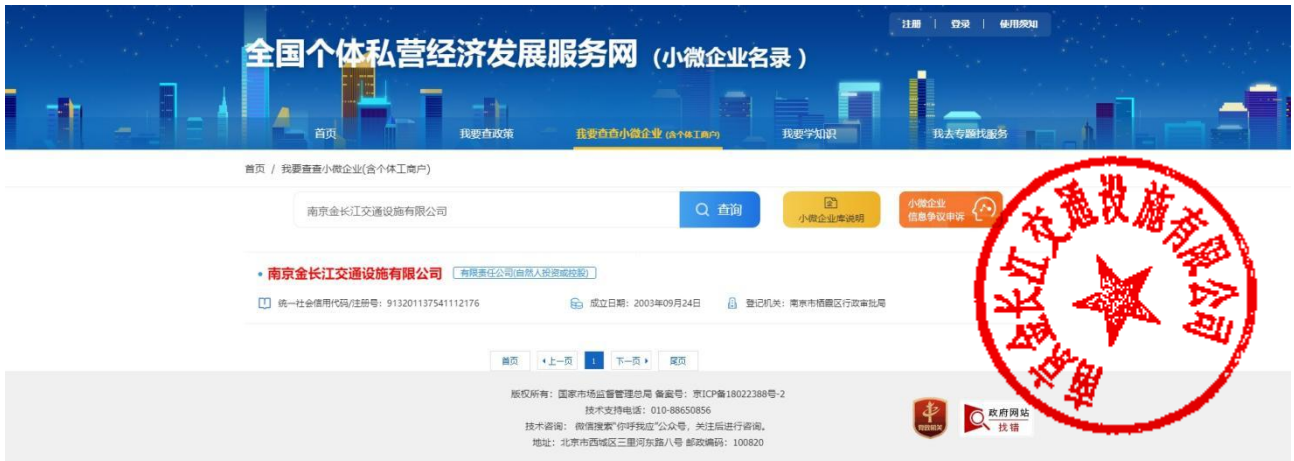 注册 | 登录 | 使用须知
全国个体私营经济发展服务网（小微企业名录）
首页 我要查政策 我要查查小微企业 (含个体工商户) 我要学知识 我去专题找服务
首页 / 我要查查小微企业(含个体工商户)
南京金长江交通设施有限公司 查询 小微企业库说明 小微企业
信息争议申诉
• 南京金长江交通设施有限公司 有限责任公司(自然人投资或控股)
统一社会信用代码/注册号：913201137541112176 成立日期：2003年09月24日 登记机关：南京市栖霞区行政审批局
首页 上一页 1 下一页 尾页
版权所有：国家市场监督管理总局 备案号：京ICP备18022388号-2
技术支持电话：010-88650856
技术咨询： 微信搜索"你呼我应"公众号，关注后进行咨询。
地址：北京市西城区三里河东路八号 邮政编码：100820
党政机关
政府网站
找错
南京金长江交通设施有限公司